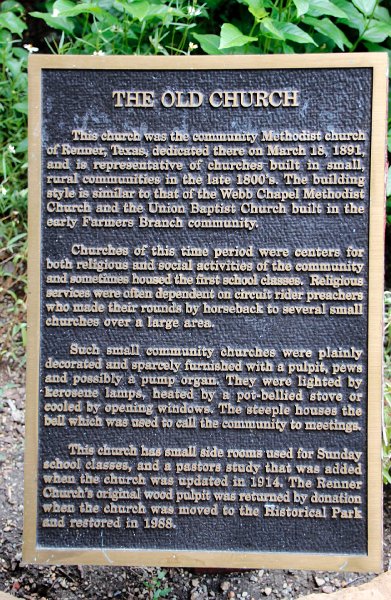 THE OLD CHURCH
This church was the community Methodist church
of Renner, Texas, dedicated there on March 18, 1891,
and is representative of churches built in small,
rural communities in the late 1800's. The building
style is similar to that of the Webb Chapel Methodist
Church and the Union Baptist Church built in the
early Farmers Branch community.
Churches of this time period were centers for
both religious and social activities of the community
and sometimes housed the first school classes. Religious
services were often dependent on circuit rider preachers
who made their rounds by horseback to several small
churches over a large area.
Such small community churches were plainly
decorated and sparcely furnished with a pulpit, pews
and possibly a pump organ. They were lighted by
kerosene lamps, heated by a pot-bellied stove or
cooled by opening windows. The steeple houses the
bell which was used to call the community to meetings.
This church has small side rooms used for Sunday
school classes, and a pastors study that was added
when the church was updated in 1914. The Renner
Church's original wood pulpit was returned by donation
when the church was moved to the Historical Park
and restored in 1988.